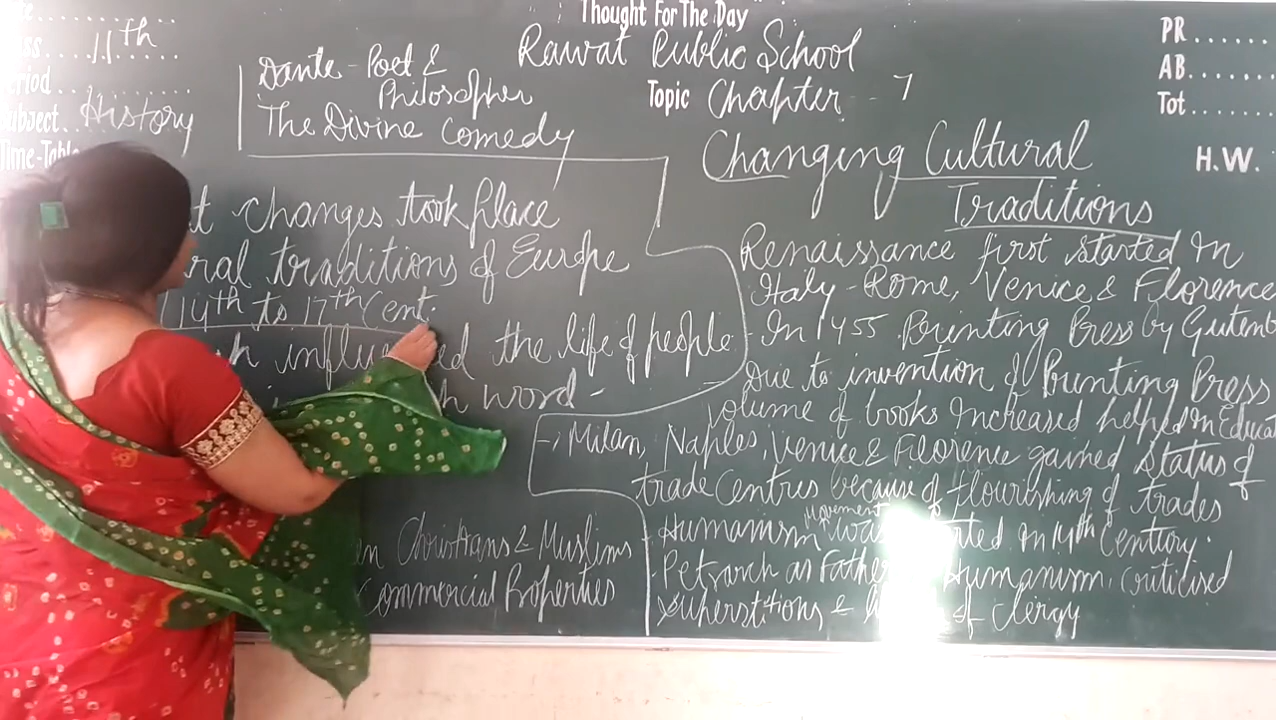 Thought For The Day
11th
Rawat Public School
PR......
AB.......
Tot......
H.W.
Period
Subject.. History
Time-Table
Topic Chapter - 7
Dante - Poet &
Philosopher
The Divine Comedy
Changing Cultural
Traditions
changes took place
traditions of Europe
14th to 17th Cent.
the life of people
word -
Christians & Muslims
Commercial Properties
Renaissance first started In
Italy - Rome, Venice & Florence
- In 1455 Printing Press by Gutenb
- Due to invention of Printing Press
volume of books Increased helped In Educat
-, Milan, Naples, Venice & Florence gained Status of
trade Centres because of flourishing of trades
- Humanism Movement was In 14th Century.
. Petrarch as Father Humanism. Criticised
Superstitions & of Clergy